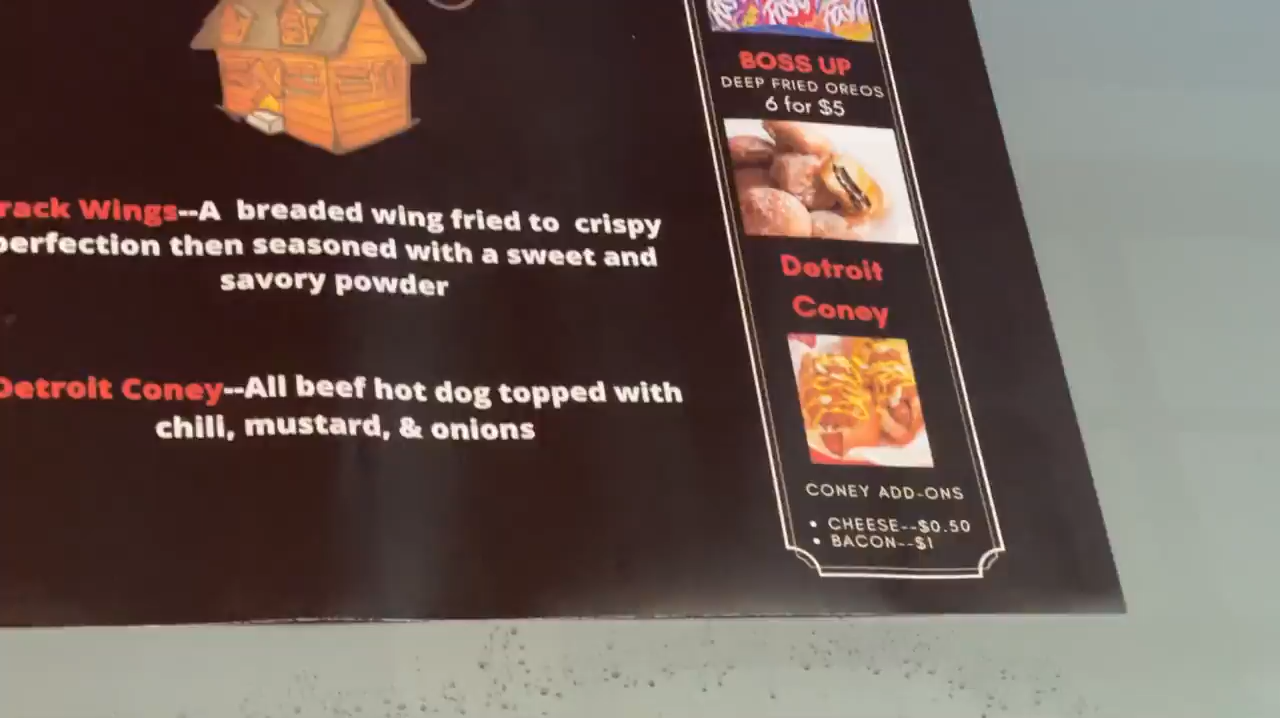 rack Wings--A breaded wing fried to crispy
perfection then seasoned with a sweet and
savory powder
Detroit Coney--All beef hot dog topped with
chili, mustard, & onions
BOSS UP
DEEP FRIED OREOS
6 for $5
Detroit
Coney
CONEY ADD-ONS
• CHEESE--$0.50
• BACON--$1